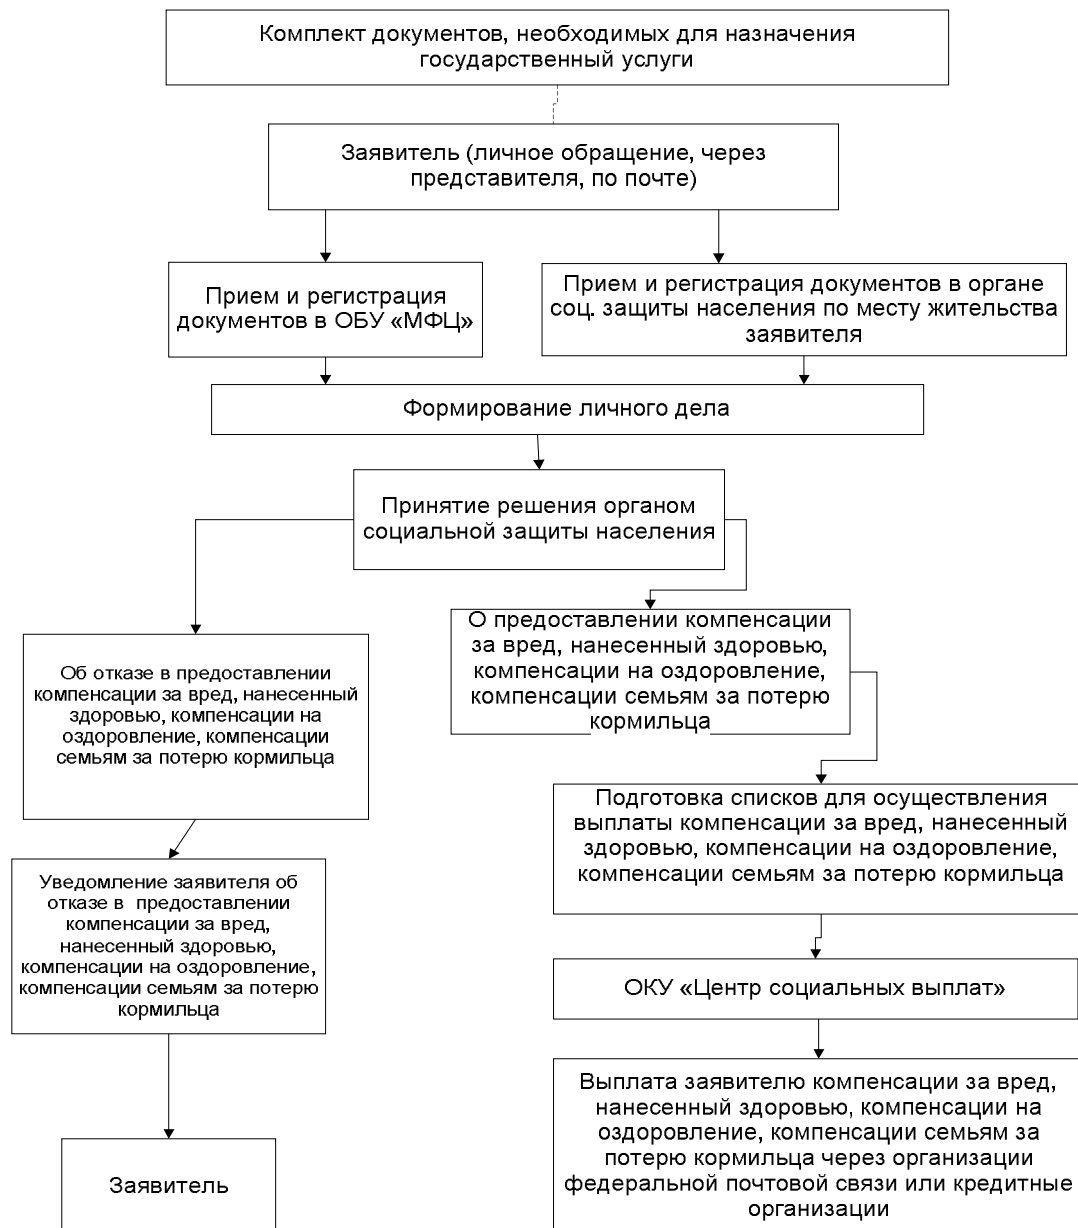 Комплект документов, необходимых для назначения
государственный услуги
Заявитель (личное обращение, через
представителя, по почте)
Прием и регистрация
документов в ОБУ «МФЦ»
Прием и регистрация документов в органе
соц. защиты населения по месту жительства
заявителя
Формирование личного дела
Принятие решения органом
социальной защиты населения
О предоставлении компенсации
за вред, нанесенный здоровью,
компенсации на оздоровление,
компенсации семьям за потерю
кормильца
Об отказе в предоставлении
компенсации за вред, нанесенный
здоровью, компенсации на
оздоровление, компенсации
семьям за потерю кормильца
Подготовка списков для осуществления
выплаты компенсации за вред, нанесенный
здоровью, компенсации на оздоровление,
компенсации семьям за потерю кормильца
Уведомление заявителя об
отказе в предоставлении
компенсации за вред,
нанесенный здоровью,
компенсации на оздоровление,
компенсации семьям за потерю
кормильца
ОКУ «Центр социальных выплат»
Выплата заявителю компенсации за вред,
нанесенный здоровью, компенсации на
оздоровление, компенсации семьям за
потерю кормильца через организации
федеральной почтовой связи или кредитные
организации
Заявитель